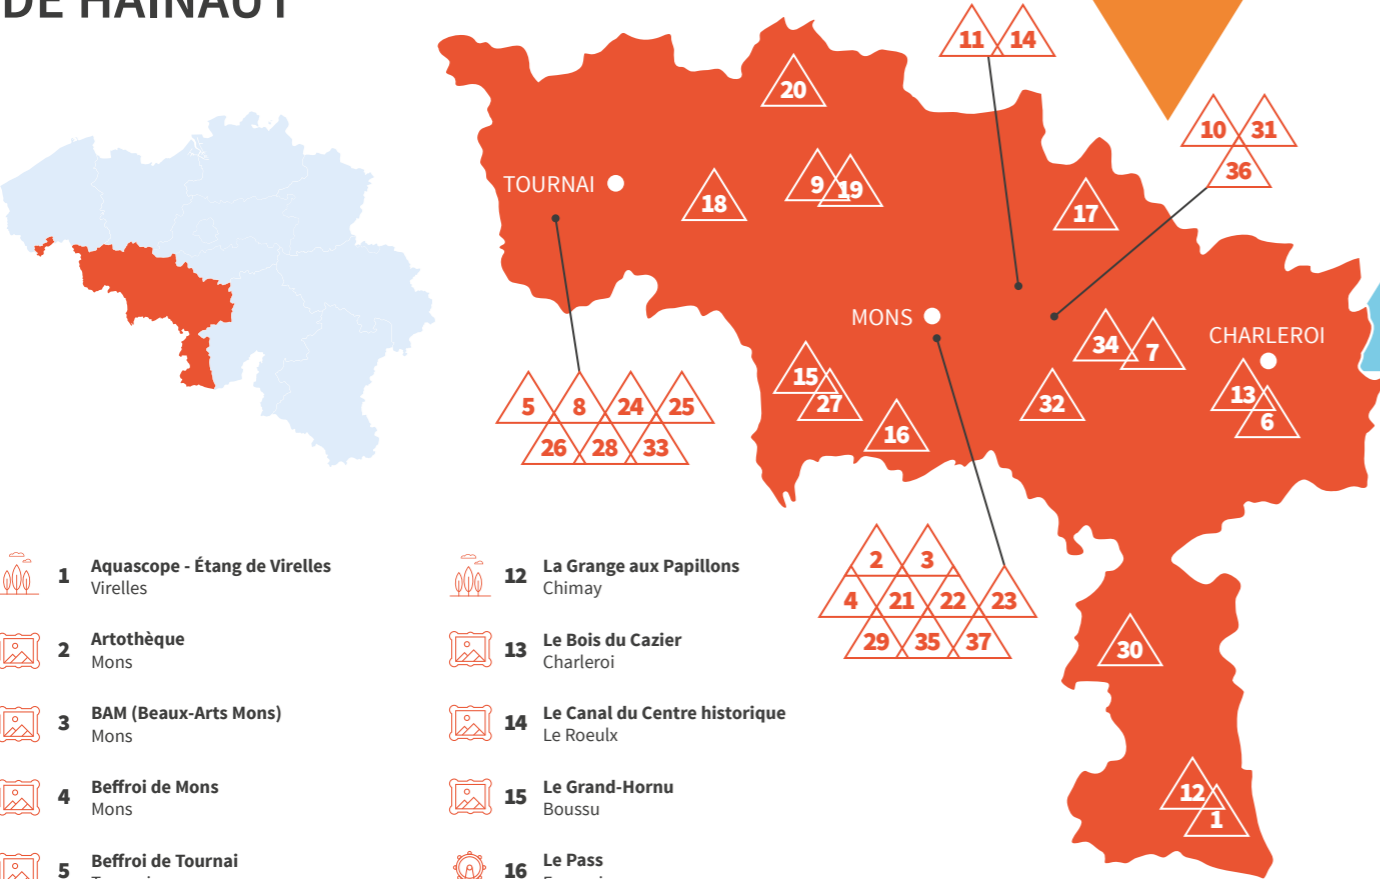 DE HAINAUT
11 14
20
10 31
36
TOURNAI
18
9 19
17
MONS
34 7
CHARLEROI
15
27
16
32
13
6
5 8 24 25
26 28 33
2 3
4 21 22 23
29 35 37
30
12
1
1 Aquascope - Étang de Virelles
Virelles
2 Artothèque
Mons
3 BAM (Beaux-Arts Mons)
Mons
4 Beffroi de Mons
Mons
5 Beffroi de Tournai
12 La Grange aux Papillons
Chimay
13 Le Bois du Cazier
Charleroi
14 Le Canal du Centre historique
Le Roeulx
15 Le Grand-Hornu
Boussu
16 Le Pass